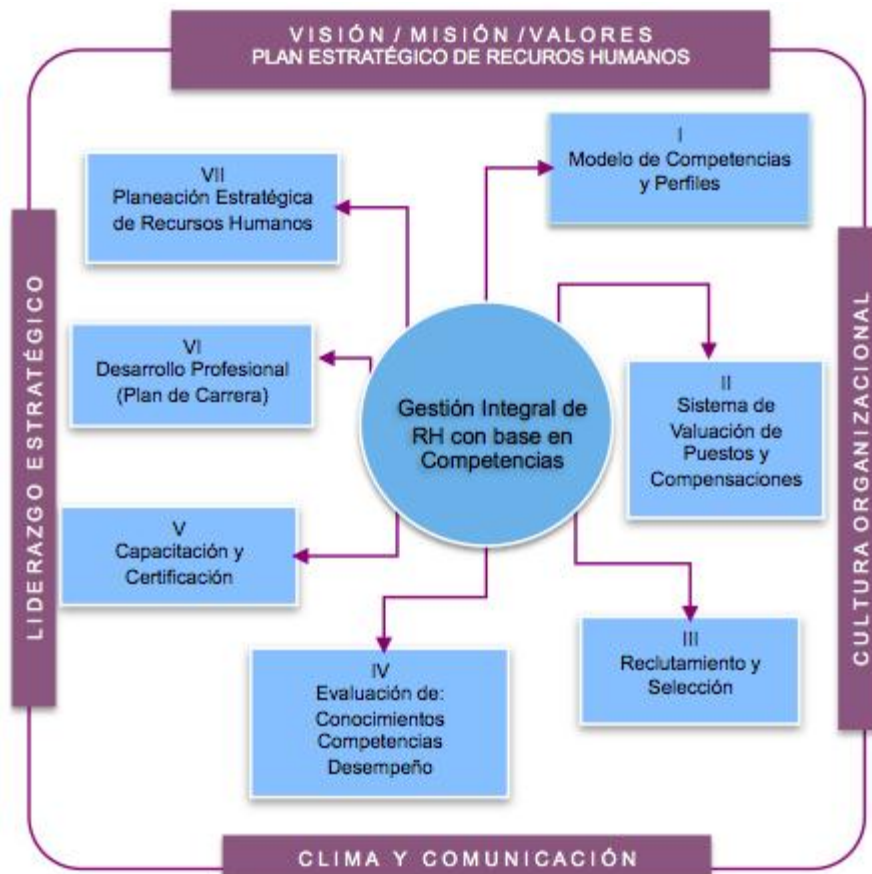 VISIÓN / MISIÓN / VALORES
PLAN ESTRATÉGICO DE RECUROS HUMANOS
I
Modelo de Competencias
y Perfiles
VII
Planeación Estratégica
de Recursos Humanos
LIDERAZGO ESTRATÉGICO
CULTURA ORGANIZACIONAL
VI
Desarrollo Profesional
(Plan de Carrera)
Gestión Integral de
RH con base en
Competencias
II
Sistema de
Valuación de
Puestos y
Compensaciones
V
Capacitación y
Certificación
III
Reclutamiento y
Selección
IV
Evaluación de:
Conocimientos
Competencias
Desempeño
CLIMA Y COMUNICACIÓN